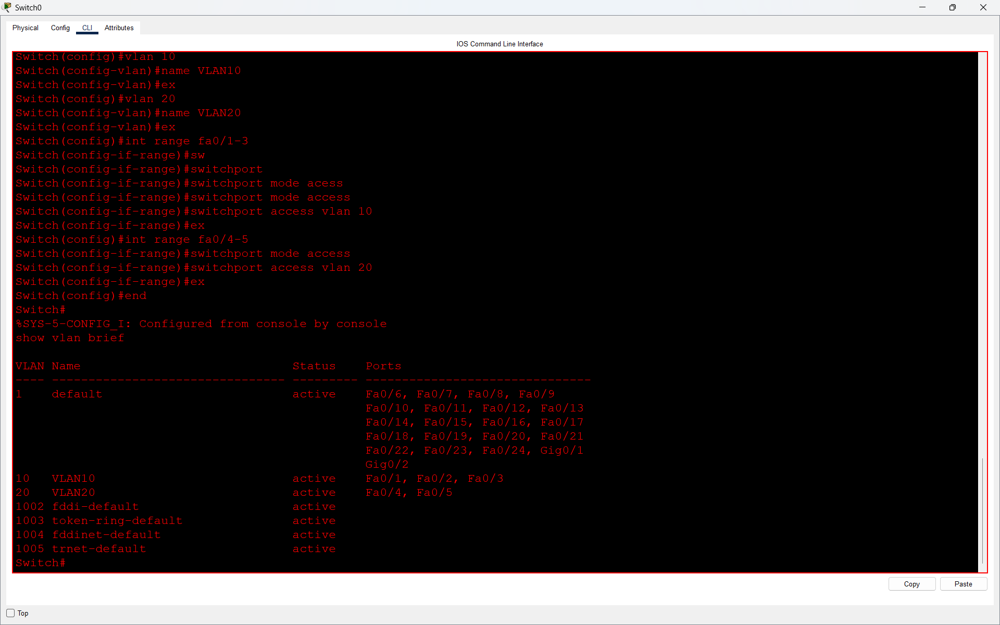 Switch0
Physical Config CLI Attributes
IOS Command Line Interface
Switch(config)#vlan 10
Switch(config-vlan)#name VLAN10
Switch(config-vlan)#ex
Switch(config)#vlan 20
Switch(config-vlan)#name VLAN20
Switch(config-vlan)#ex
Switch(config)#int range fa0/1-3
Switch(config-if-range)#sw
Switch(config-if-range)#switchport
Switch(config-if-range)#switchport mode acess
Switch(config-if-range)#switchport mode access
Switch(config-if-range)#switchport access vlan 10
Switch(config-if-range)#ex
Switch(config)#int range fa0/4-5
Switch(config-if-range)#switchport mode access
Switch(config-if-range)#switchport access vlan 20
Switch(config-if-range)#ex
Switch(config)#end
Switch#
%SYS-5-CONFIG_I: Configured from console by console
show vlan brief
VLAN Name                             Status    Ports
---- -------------------------------- --------- -------------------------------
1    default                          active    Fa0/6, Fa0/7, Fa0/8, Fa0/9
                                                Fa0/10, Fa0/11, Fa0/12, Fa0/13
                                                Fa0/14, Fa0/15, Fa0/16, Fa0/17
                                                Fa0/18, Fa0/19, Fa0/20, Fa0/21
                                                Fa0/22, Fa0/23, Fa0/24, Gig0/1
                                                Gig0/2
10   VLAN10                           active    Fa0/1, Fa0/2, Fa0/3
20   VLAN20                           active    Fa0/4, Fa0/5
1002 fddi-default                     active
1003 token-ring-default               active
1004 fddinet-default                  active
1005 trnet-default                    active
Switch#
Copy Paste
Top